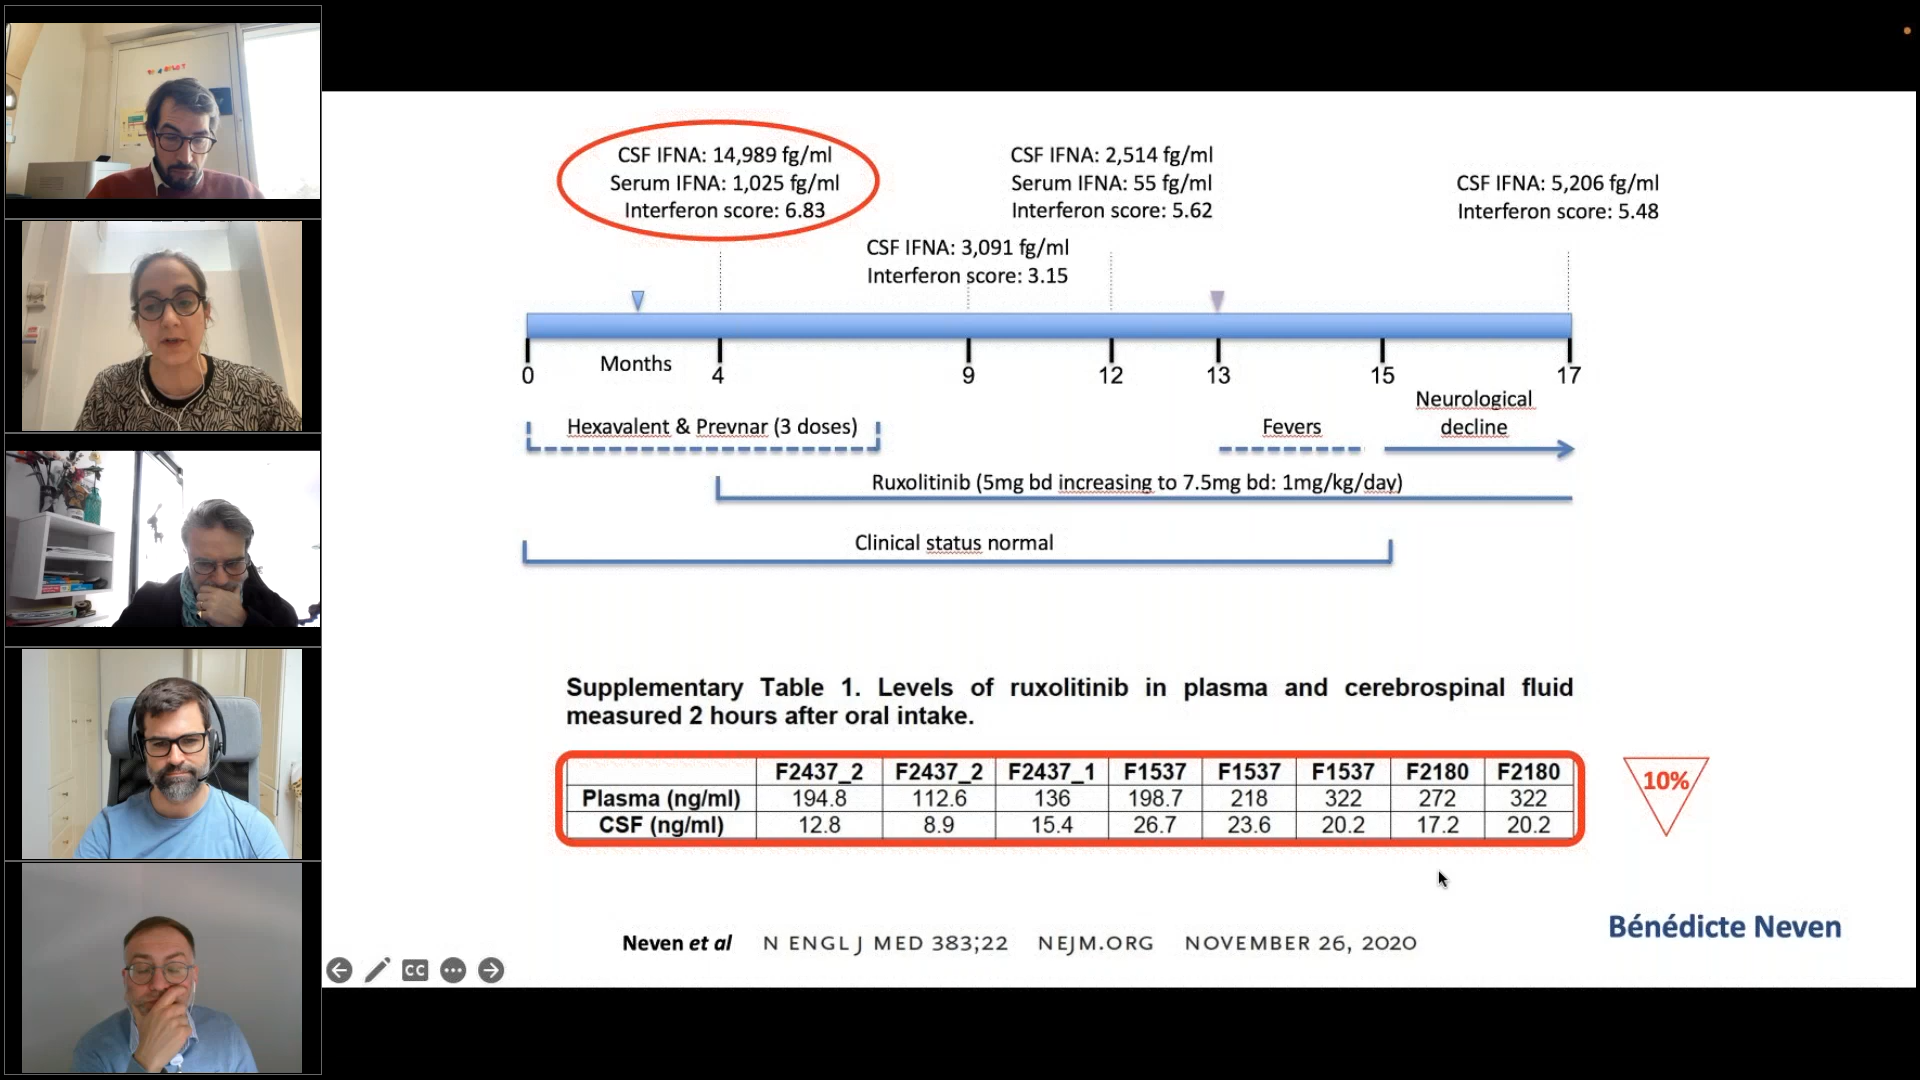 CSF IFNA: 14,989 fg/ml
Serum IFNA: 1,025 fg/ml
Interferon score: 6.83
CSF IFNA: 2,514 fg/ml
Serum IFNA: 55 fg/ml
Interferon score: 5.62
CSF IFNA: 5,206 fg/ml
Interferon score: 5.48
CSF IFNA: 3,091 fg/ml
Interferon score: 3.15
Months
0 4 9 12 13 15 17
Hexavalent & Prevnar (3 doses)
Fevers
Neurological
decline
Ruxolitinib (5mg bd increasing to 7.5mg bd: 1mg/kg/day)
Clinical status normal
Supplementary Table 1. Levels of ruxolitinib in plasma and cerebrospinal fluid
measured 2 hours after oral intake.
F2437_2 F2437_2 F2437_1 F1537 F1537 F1537 F2180 F2180
Plasma (ng/ml) 194.8 112.6 136 198.7 218 322 272 322
CSF (ng/ml) 12.8 8.9 15.4 26.7 23.6 20.2 17.2 20.2
10%
Bénédicte Neven
Neven et al N ENGL J MED 383;22 NEJM.ORG NOVEMBER 26, 2020
CC